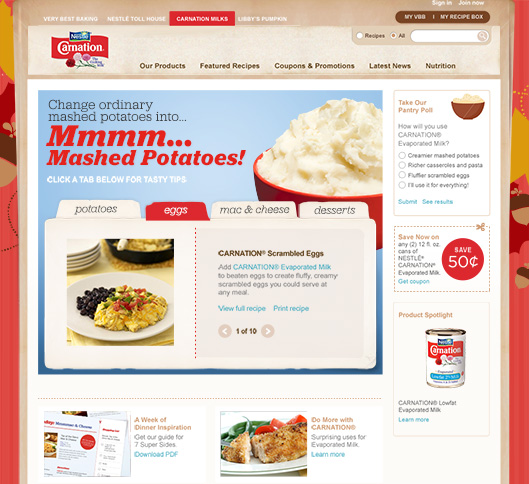 Sign in Join now
VERY BEST BAKING NESTLÉ TOLL HOUSE CARNATION MILKS LIBBY'S PUMPKIN
MY VBB | MY RECIPE BOX
Recipes All
Nestlé
Carnation
Our Products Featured Recipes Coupons & Promotions Latest News Nutrition
Change ordinary
mashed potatoes into...
Mmmm...
Mashed Potatoes!
CLICK A TAB BELOW FOR TASTY TIPS
potatoes eggs mac & cheese desserts
CARNATION® Scrambled Eggs
Add CARNATION® Evaporated Milk
to beaten eggs to create fluffy, creamy
scrambled eggs you could serve at
any meal.
View full recipe Print recipe
1 of 10
Take Our
Pantry Poll
How will you use
CARNATION®
Evaporated Milk?
Creamier mashed potatoes
Richer casseroles and pasta
Fluffier scrambled eggs
I'll use it for everything!
Submit See results
Save Now on
any (2) 12 fl. oz.
cans of
NESTLÉ®
CARNATION®
Evaporated Milk.
Get coupon
SAVE
50¢
Product Spotlight
Nestlé
Carnation
Evaporated
Lowfat 2% Milk
CARNATION® Lowfat
Evaporated Milk
Learn more
A Week of
Dinner Inspiration
Get our guide for
7 Super Sides.
Download PDF
Do More with
CARNATION®
Surprising uses for
Evaporated Milk.
Learn more